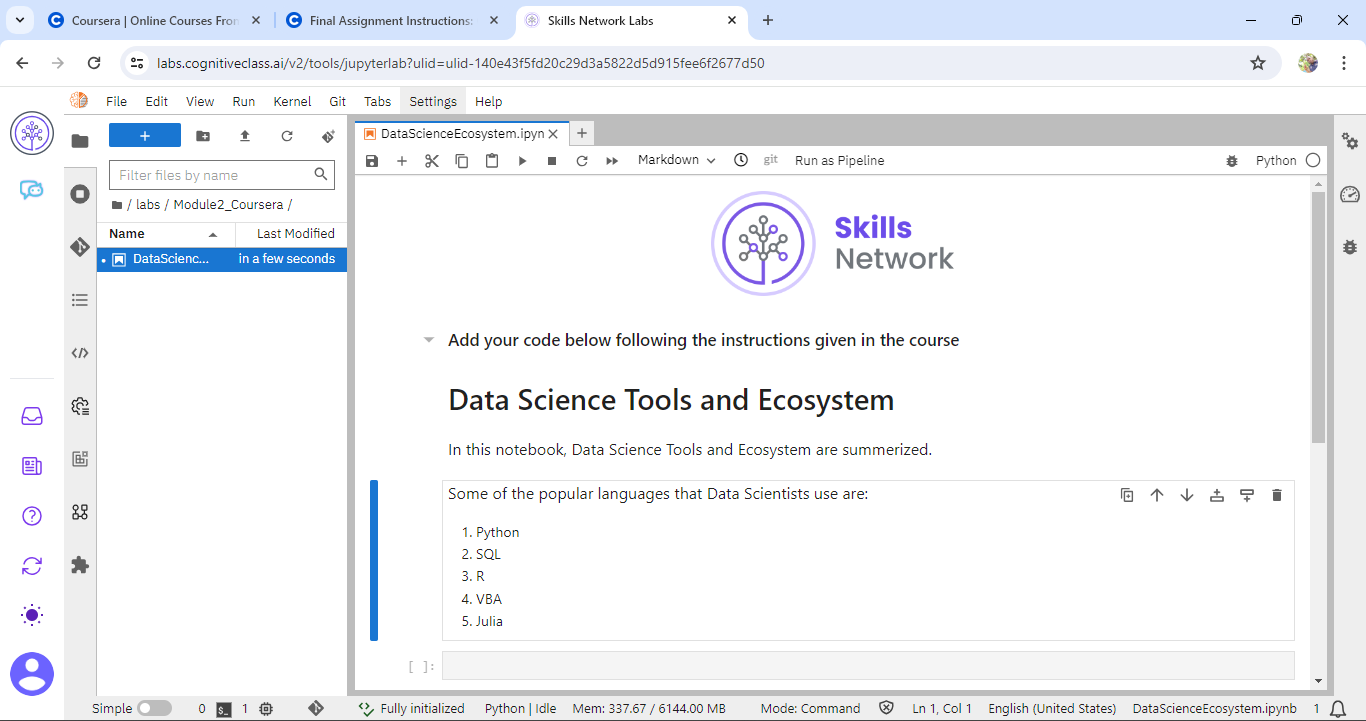 Coursera | Online Courses Fron
Final Assignment Instructions:
Skills Network Labs
labs.cognitiveclass.ai/v2/tools/jupyterlab?ulid=ulid-140e43f5fd20c29d3a5822d5d915fee6f2677d50
File Edit View Run Kernel Git Tabs Settings Help
DataScienceEcosystem.ipyn
Markdown git Run as Pipeline Python
Filter files by name
/ labs / Module2_Coursera /
Name Last Modified
DataScienc... in a few seconds
Skills
Network
Add your code below following the instructions given in the course
Data Science Tools and Ecosystem
In this notebook, Data Science Tools and Ecosystem are summerized.
Some of the popular languages that Data Scientists use are:
1. Python
2. SQL
3. R
4. VBA
5. Julia
[ ]:
Simple 0 $_ 1 Fully initialized Python | Idle Mem: 337.67 / 6144.00 MB Mode: Command Ln 1, Col 1 English (United States) DataScienceEcosystem.ipynb 1